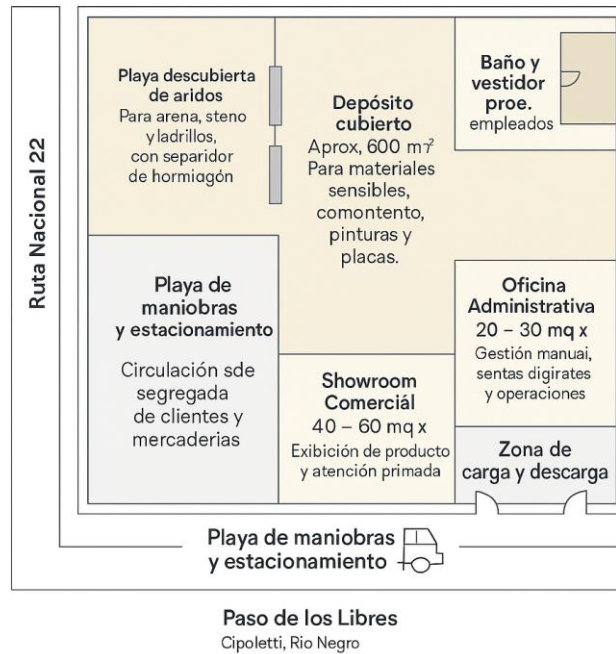 Ruta Nacional 22
Playa descubierta
de aridos
Para arena, steno
y ladrillos,
con separidor
de hormiagón
Depósito
cubierto
Aprox, 600 m²
Para materiales
sensibles,
comontento,
pinturas y
placas.
Baño y
vestidor
proe.
empleados
Playa de
maniobras
y estacionamiento
Circulación sde
segregada
de clientes y
mercaderias
Showroom
Comerciál
40 – 60 mq x
Exibición de producto
y atención primada
Oficina
Administrativa
20 – 30 mq x
Gestión manuai,
sentas digirates
y operaciones
Zona de
carga y descarga
Playa de maniobras
y estacionamiento
Paso de los Libres
Cipoletti, Rio Negro